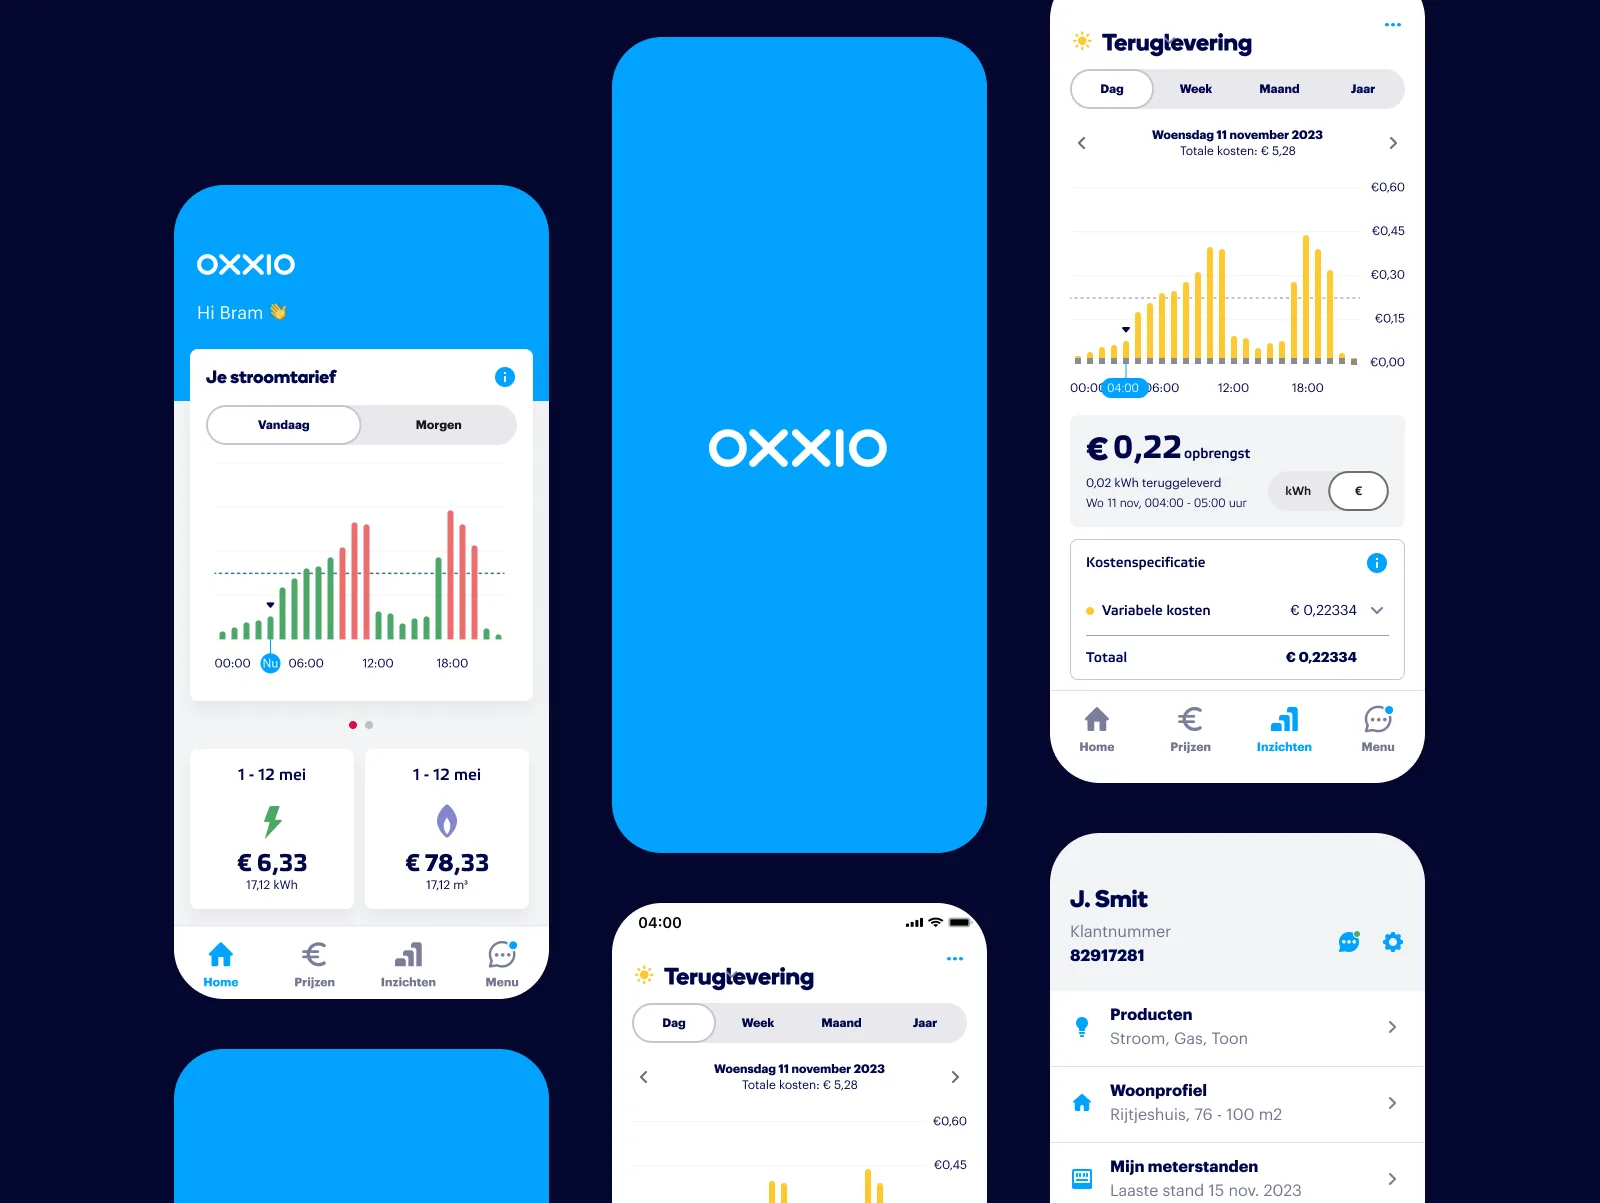 OXXIO
Hi Bram 👋
Je stroomtarief
Vandaag
Morgen
00:00
Nu
06:00
12:00
18:00
1 - 12 mei
€ 6,33
17,12 kWh
1 - 12 mei
€ 78,33
17,12 m³
Home
Prijzen
Inzichten
Menu
OXXIO
04:00
Teruglevering
Dag
Week
Maand
Jaar
Woensdag 11 november 2023
Totale kosten: € 5,28
€0,60
€0,45
Teruglevering
Dag
Week
Maand
Jaar
Woensdag 11 november 2023
Totale kosten: € 5,28
€0,60
€0,45
€0,30
€0,15
€0,00
00:00
04:00
06:00
12:00
18:00
€ 0,22 opbrengst
0,02 kWh teruggeleverd
Wo 11 nov, 004:00 - 05:00 uur
kWh
€
Kostenspecificatie
Variabele kosten
€ 0,22334
Totaal
€ 0,22334
Home
Prijzen
Inzichten
Menu
J. Smit
Klantnummer
82917281
Producten
Stroom, Gas, Toon
Woonprofiel
Rijtjeshuis, 76 - 100 m2
Mijn meterstanden
Laaste stand 15 nov. 2023